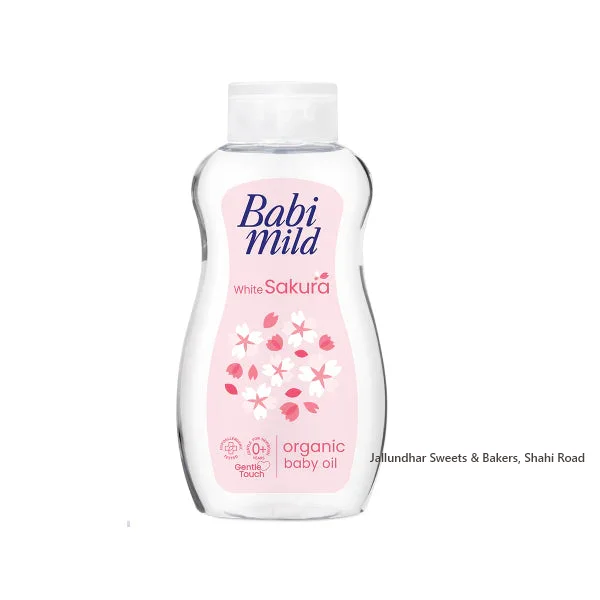 Babi
mild
White Sakura
0+
Gentle
Touch
organic
baby oil
Jallundhar Sweets & Bakers, Shahi Road